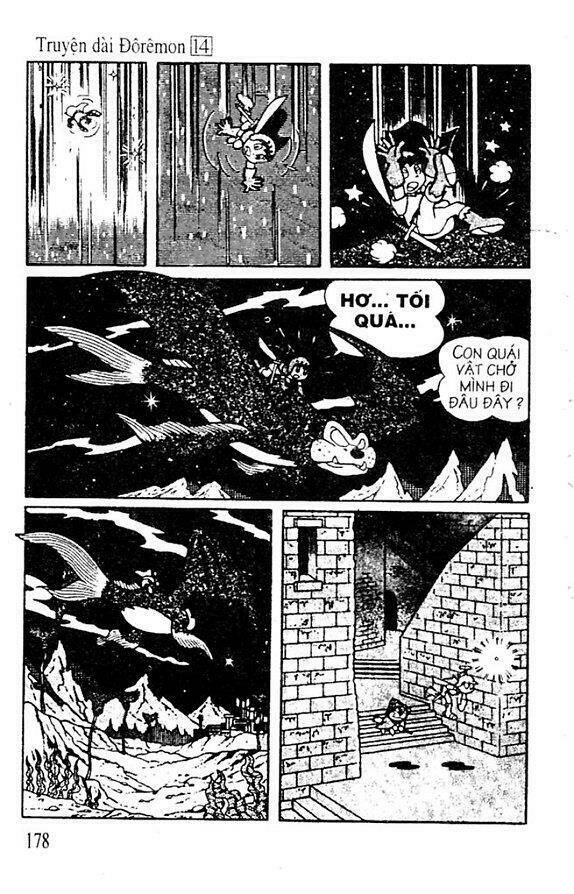 Truyện dài Đôrêmon 14
HƠ... TỐI
QUÁ...
CON QUÁI
VẬT CHỞ
MÌNH ĐI
ĐÂU ĐÂY ?
178